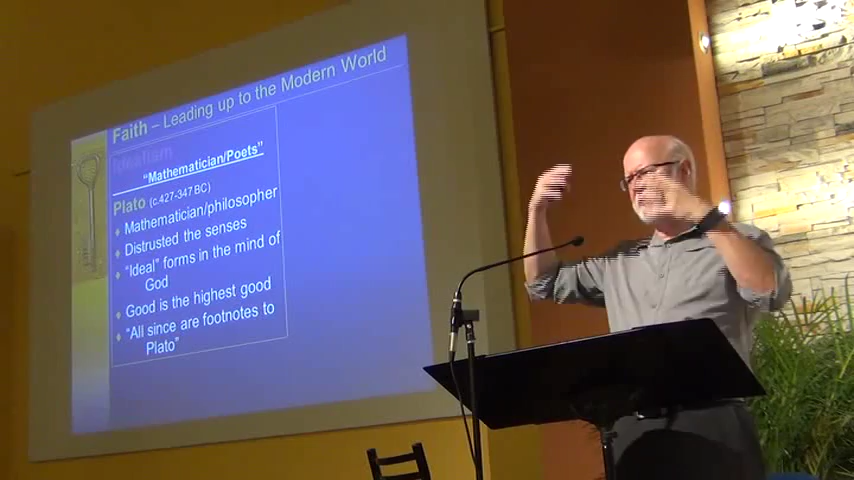 Faith – Leading up to the Modern World
Idealism
"Mathematician/Poets"
Plato (c.427-347 BC)
Mathematician/philosopher
Distrusted the senses
"Ideal" forms in the mind of
God
Good is the highest good
"All since are footnotes to
Plato"